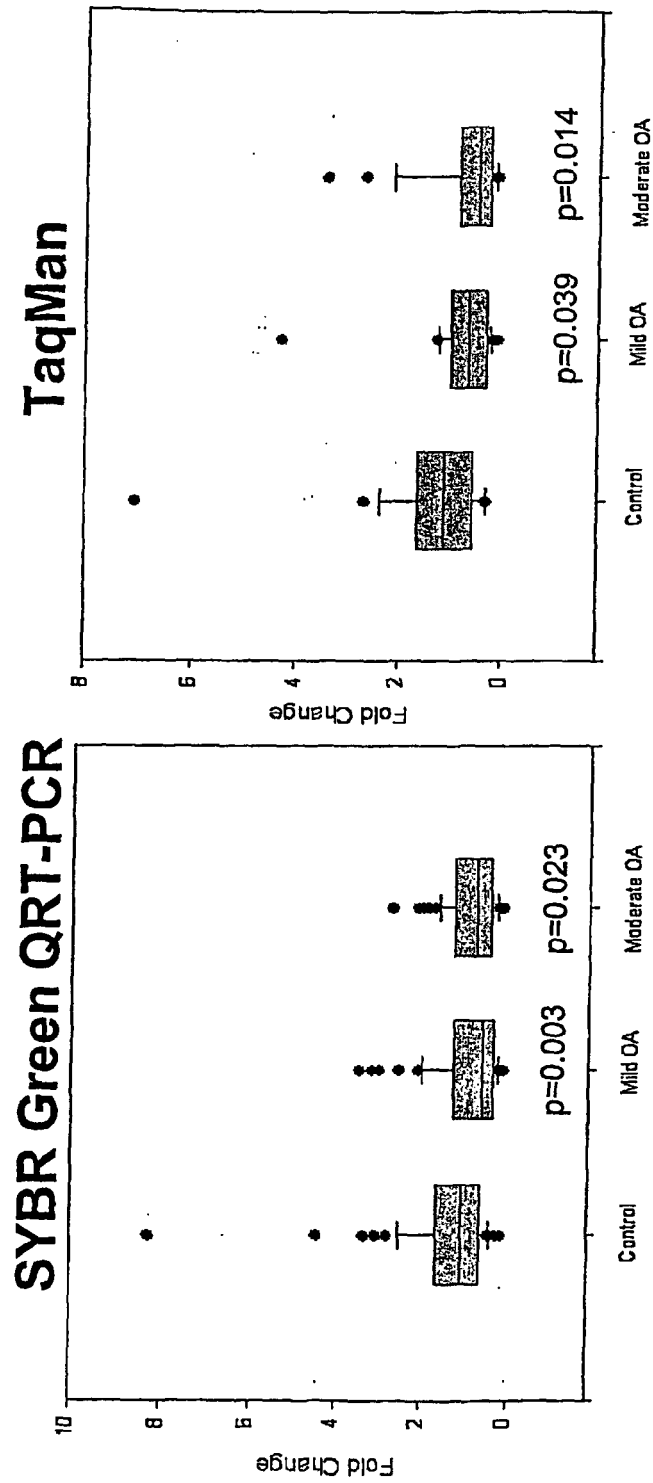 SYBR Green QRT-PCR
10
8
6
4
2
0
Fold Change
p=0.003
p=0.023
Control
Mild OA
Moderate OA
TaqMan
8
6
4
2
0
Fold Change
p=0.039
p=0.014
Control
Mild OA
Moderate OA